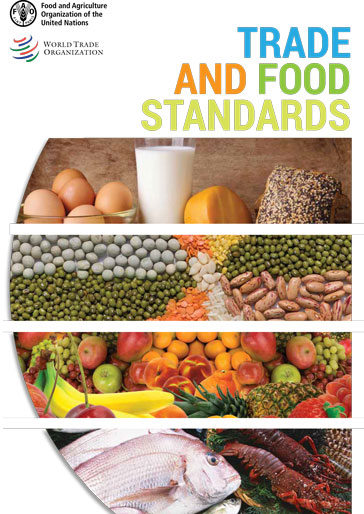 Food and Agriculture
Organization of the
United Nations
WORLD TRADE
ORGANIZATION
TRADE
AND FOOD
STANDARDS